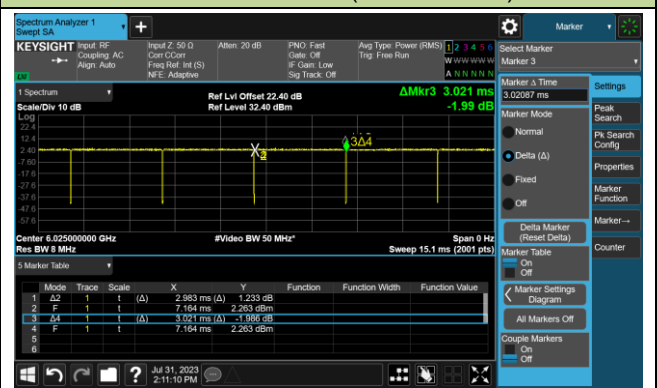 Spectrum Analyzer 1
Swept SA
Marker
KEYSIGHT
Input: RF
Coupling: AC
Align: Auto
Input Z: 50 Ω
Corr CCorr
Freq Ref: Int (S)
NFE: Adaptive
Atten: 20 dB
PNO: Fast
Gate: Off
IF Gain: Low
Sig Track: Off
Avg Type: Power (RMS)
Trig: Free Run
1 2 3 4 5 6
W W W W W W
A N N N N N
Select Marker
Marker 3
1 Spectrum
Scale/Div 10 dB
Ref Lvl Offset 22.40 dB
Ref Level 32.40 dBm
ΔMkr3 3.021 ms
-1.99 dB
Log
22.4
12.4
2.40
-7.60
-17.6
-27.6
-37.6
-47.6
-57.6
3Δ4
Center 6.025000000 GHz
Res BW 8 MHz
#Video BW 50 MHz*
Span 0 Hz
Sweep 15.1 ms (2001 pts)
5 Marker Table
Mode Trace Scale X Y Function Function Width Function Value
1 Δ2 1 t (Δ) 2.983 ms (Δ) 1.233 dB
2 F 1 t 7.164 ms 2.263 dBm
3 Δ4 1 t (Δ) 3.021 ms (Δ) -1.986 dB
4 F 1 t 7.164 ms 2.263 dBm
5
6
Marker Δ Time
3.02087 ms
Marker Mode
Normal
Delta (Δ)
Fixed
Off
Delta Marker
(Reset Delta)
Marker Table
On
Off
Marker Settings
Diagram
All Markers Off
Couple Markers
On
Off
Settings
Peak
Search
Pk Search
Config
Properties
Marker
Function
Marker→
Counter
?
Jul 31, 2023
2:11:10 PM